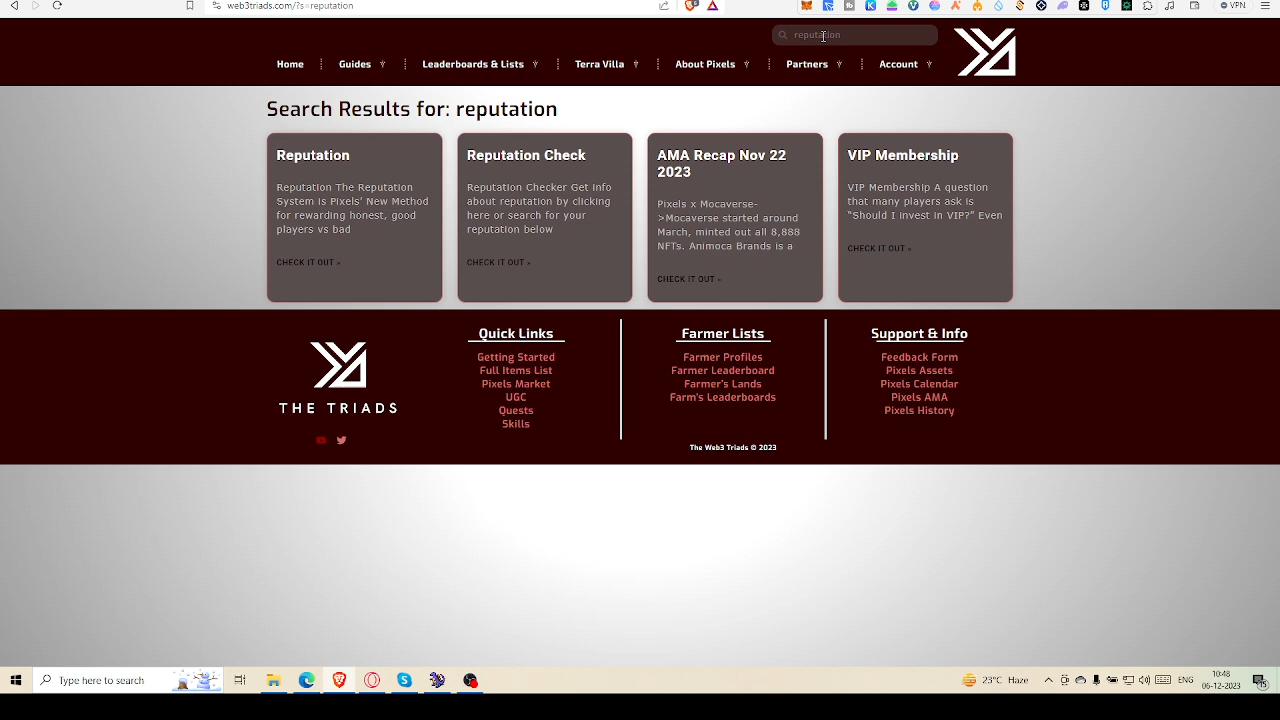 web3triads.com/?s=reputation
VPN
reputation
Home
Guides
Leaderboards & Lists
Terra Villa
About Pixels
Partners
Account
Search Results for: reputation
Reputation
Reputation The Reputation
System is Pixels' New Method
for rewarding honest, good
players vs bad
CHECK IT OUT »
Reputation Check
Reputation Checker Get info
about reputation by clicking
here or search for your
reputation below
CHECK IT OUT »
AMA Recap Nov 22
2023
Pixels x Mocaverse-
>Mocaverse started around
March, minted out all 8,888
NFTs. Animoca Brands is a
CHECK IT OUT »
VIP Membership
VIP Membership A question
that many players ask is
“Should I invest in VIP?” Even
CHECK IT OUT »
THE TRIADS
Quick Links
Getting Started
Full Items List
Pixels Market
UGC
Quests
Skills
Farmer Lists
Farmer Profiles
Farmer Leaderboard
Farmer's Lands
Farm's Leaderboards
Support & Info
Feedback Form
Pixels Assets
Pixels Calendar
Pixels AMA
Pixels History
The Web3 Triads © 2023
Type here to search
23°C Haze
ENG
10:48
06-12-2023